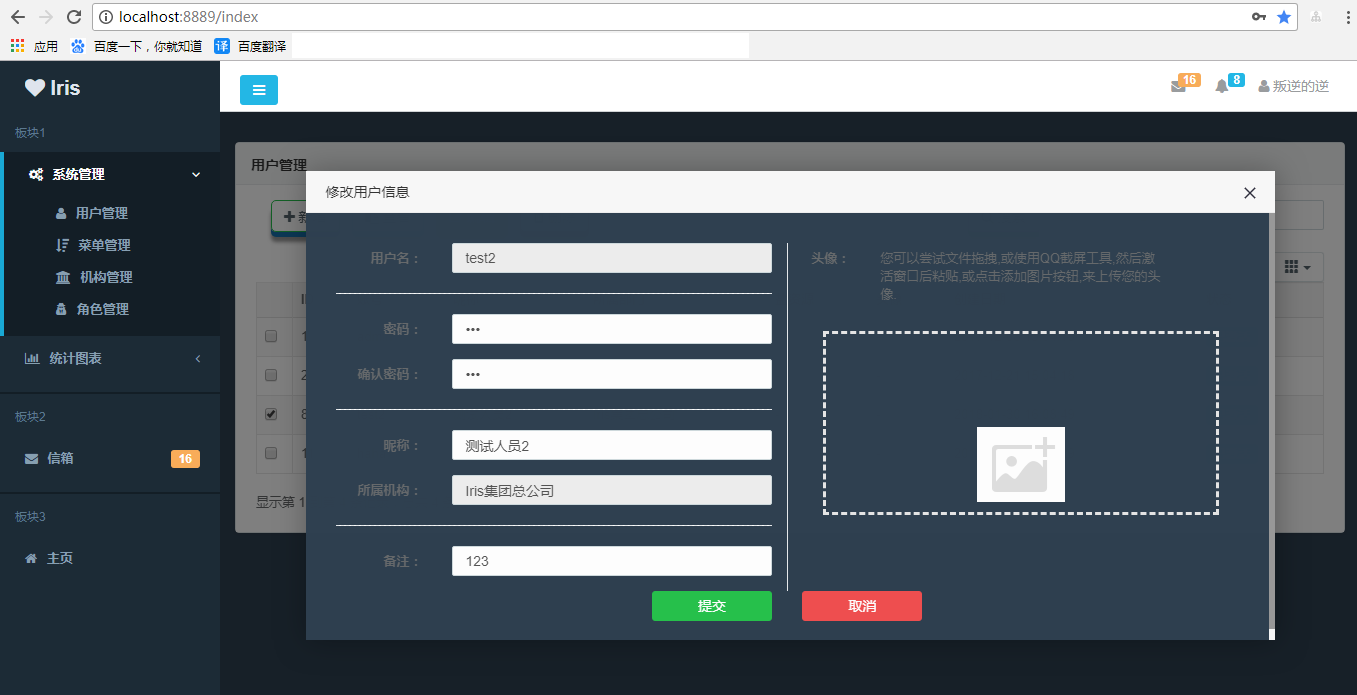 localhost:8889/index
应用 百度一下，你就知道 译 百度翻译
Iris
16 8 叛逆的逆
板块1
系统管理
用户管理
菜单管理
机构管理
角色管理
统计图表
板块2
信箱 16
板块3
主页
用户管理
修改用户信息
用户名： test2
密码： •••
确认密码： •••
昵称： 测试人员2
所属机构： Iris集团总公司
备注： 123
提交 取消
头像： 您可以尝试文件拖拽,或使用QQ截屏工具,然后激
活窗口后粘贴,或点击添加图片按钮,来上传您的头
像.
显示第 1